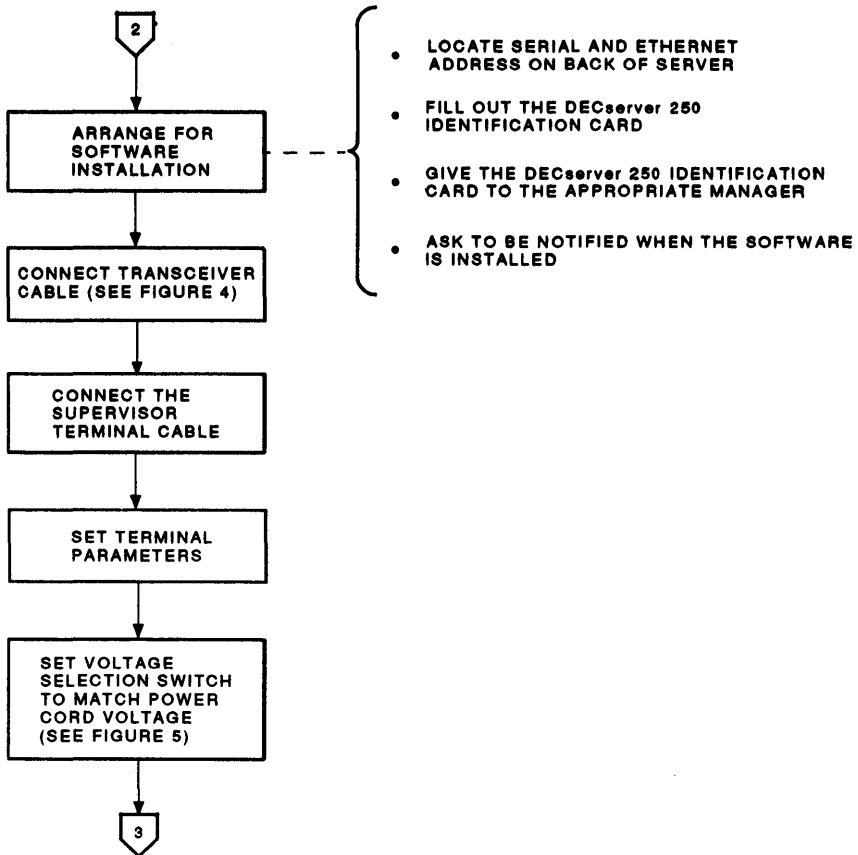 2
ARRANGE FOR
SOFTWARE
INSTALLATION
• LOCATE SERIAL AND ETHERNET
ADDRESS ON BACK OF SERVER
• FILL OUT THE DECserver 250
IDENTIFICATION CARD
• GIVE THE DECserver 250 IDENTIFICATION
CARD TO THE APPROPRIATE MANAGER
• ASK TO BE NOTIFIED WHEN THE SOFTWARE
IS INSTALLED
CONNECT TRANSCEIVER
CABLE (SEE FIGURE 4)
CONNECT THE
SUPERVISOR
TERMINAL CABLE
SET TERMINAL
PARAMETERS
SET VOLTAGE
SELECTION SWITCH
TO MATCH POWER
CORD VOLTAGE
(SEE FIGURE 5)
3